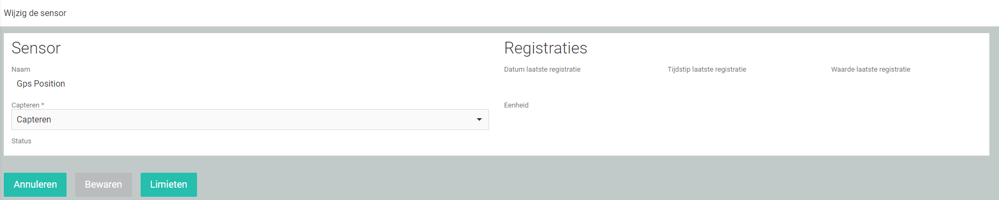 Wijzig de sensor
Sensor
Naam
Gps Position
Capteren *
Capteren
Status
Registraties
Datum laatste registratie
Tijdstip laatste registratie
Waarde laatste registratie
Eenheid
Annuleren
Bewaren
Limieten